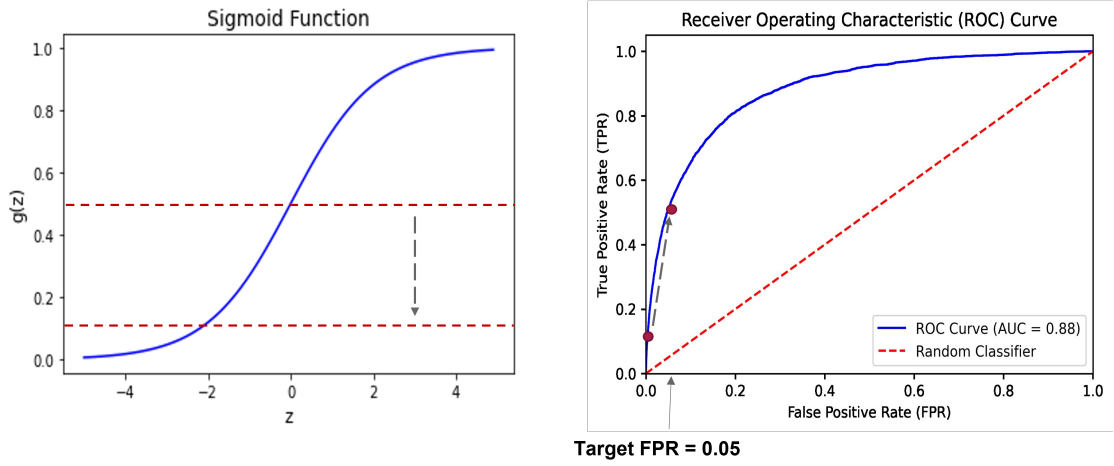 Sigmoid Function
1.0
0.8
0.6
0.4
0.2
0.0
g(z)
−4
−2
0
2
4
z
Receiver Operating Characteristic (ROC) Curve
1.0
0.8
0.6
0.4
0.2
0.0
True Positive Rate (TPR)
ROC Curve (AUC = 0.88)
Random Classifier
0.0
0.2
0.4
0.6
0.8
1.0
False Positive Rate (FPR)
Target FPR = 0.05